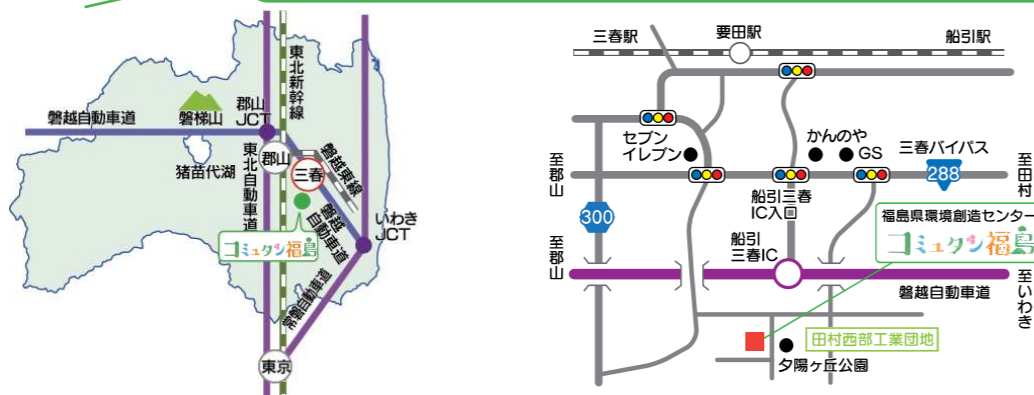 東北新幹線
磐越自動車道
磐梯山
郡山
JCT
猪苗代湖
東北自動車道
郡山
三春
磐越東線
磐越
自動車道
いわき
JCT
コミュタン福島
常磐自動車道
東京
三春駅
要田駅
船引駅
セブン
イレブン
かんのや
GS
三春バイパス
288
至郡山
至田村
300
船引三春
IC入口
福島県環境創造センター
コミュタン福島
船引
三春IC
至郡山
磐越自動車道
至いわき
田村西部工業団地
夕陽ヶ丘公園